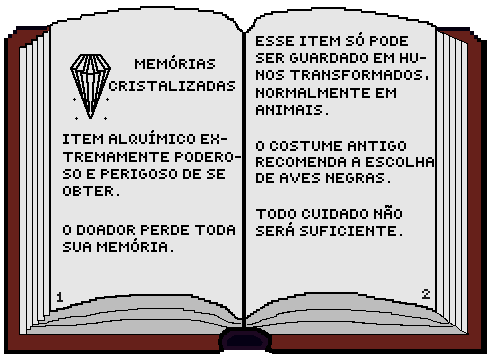 MEMÓRIAS
CRISTALIZADAS
ITEM ALQUÍMICO EX-
TREMAMENTE PODERO-
SO E PERIGOSO DE SE
OBTER.
O DOADOR PERDE TODA
SUA MEMÓRIA.
1
ESSE ITEM SÓ PODE
SER GUARDADO EM HU-
NOS TRANSFORMADOS,
NORMALMENTE EM
ANIMAIS.
O COSTUME ANTIGO
RECOMENDA A ESCOLHA
DE AVES NEGRAS.
TODO CUIDADO NÃO
SERÁ SUFICIENTE.
2